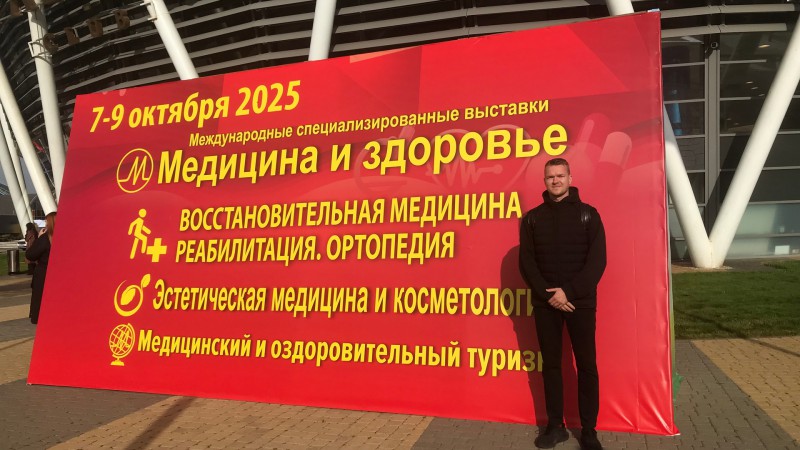 7-9 октября 2025
Международные специализированные выставки
Медицина и здоровье
ВОССТАНОВИТЕЛЬНАЯ МЕДИЦИНА
РЕАБИЛИТАЦИЯ. ОРТОПЕДИЯ
Эстетическая медицина и косметологи
Медицинский и оздоровительный туриз